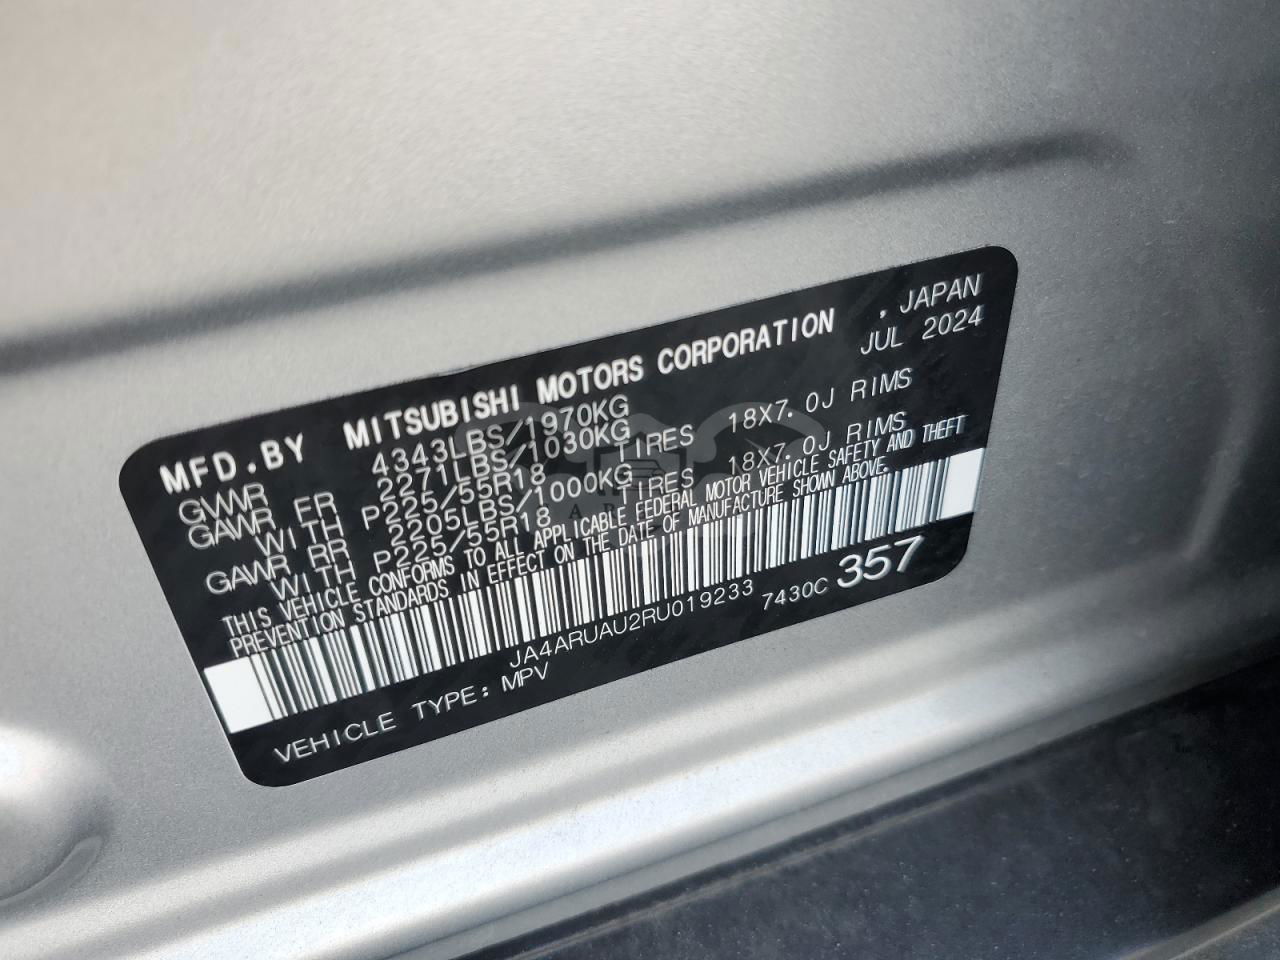 MFD.BY MITSUBISHI MOTORS CORPORATION , JAPAN
JUL 2024
GVWR 4343LBS/1970KG
GAWR FR 2271LBS/1030KG
WITH P225/55R18 TIRES 18X7.0J RIMS
GAWR RR 2205LBS/1000KG
WITH P225/55R18 TIRES 18X7.0J RIMS
THIS VEHICLE CONFORMS TO ALL APPLICABLE FEDERAL MOTOR VEHICLE SAFETY AND THEFT
PREVENTION STANDARDS IN EFFECT ON THE DATE OF MANUFACTURE SHOWN ABOVE.
JA4ARUAU2RU019233
7430C 357
VEHICLE TYPE: MPV